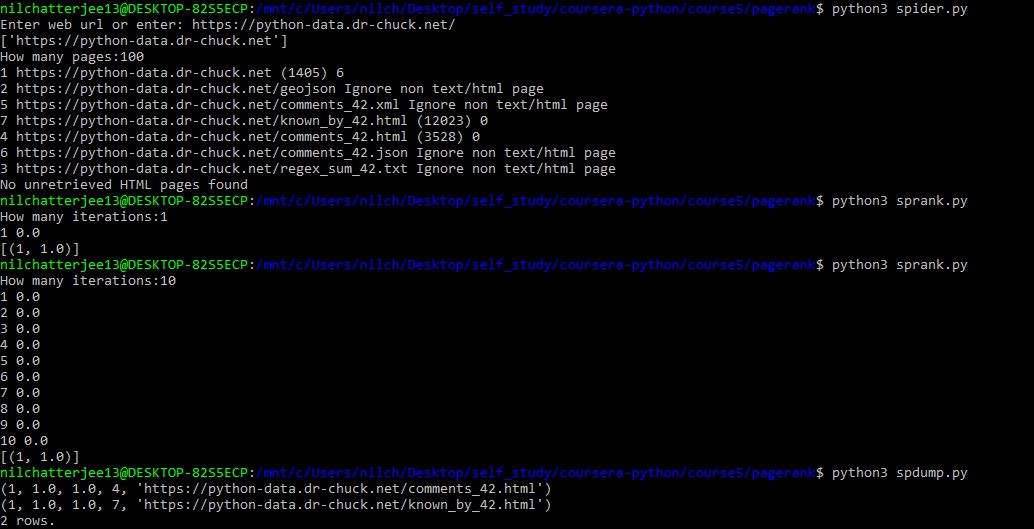 nilchatterjee13@DESKTOP-82S5ECP:/mnt/c/Users/nilch/Desktop/self_study/coursera-python/course5/pagerank$ python3 spider.py
Enter web url or enter: https://python-data.dr-chuck.net/
['https://python-data.dr-chuck.net']
How many pages:100
1 https://python-data.dr-chuck.net (1405) 6
2 https://python-data.dr-chuck.net/geojson Ignore non text/html page
5 https://python-data.dr-chuck.net/comments_42.xml Ignore non text/html page
7 https://python-data.dr-chuck.net/known_by_42.html (12023) 0
4 https://python-data.dr-chuck.net/comments_42.html (3528) 0
6 https://python-data.dr-chuck.net/comments_42.json Ignore non text/html page
3 https://python-data.dr-chuck.net/regex_sum_42.txt Ignore non text/html page
No unretrieved HTML pages found
nilchatterjee13@DESKTOP-82S5ECP:/mnt/c/Users/nilch/Desktop/self_study/coursera-python/course5/pagerank$ python3 sprank.py
How many iterations:1
1 0.0
[(1, 1.0)]
nilchatterjee13@DESKTOP-82S5ECP:/mnt/c/Users/nilch/Desktop/self_study/coursera-python/course5/pagerank$ python3 sprank.py
How many iterations:10
1 0.0
2 0.0
3 0.0
4 0.0
5 0.0
6 0.0
7 0.0
8 0.0
9 0.0
10 0.0
[(1, 1.0)]
nilchatterjee13@DESKTOP-82S5ECP:/mnt/c/Users/nilch/Desktop/self_study/coursera-python/course5/pagerank$ python3 spdump.py
(1, 1.0, 1.0, 4, 'https://python-data.dr-chuck.net/comments_42.html')
(1, 1.0, 1.0, 7, 'https://python-data.dr-chuck.net/known_by_42.html')
2 rows.